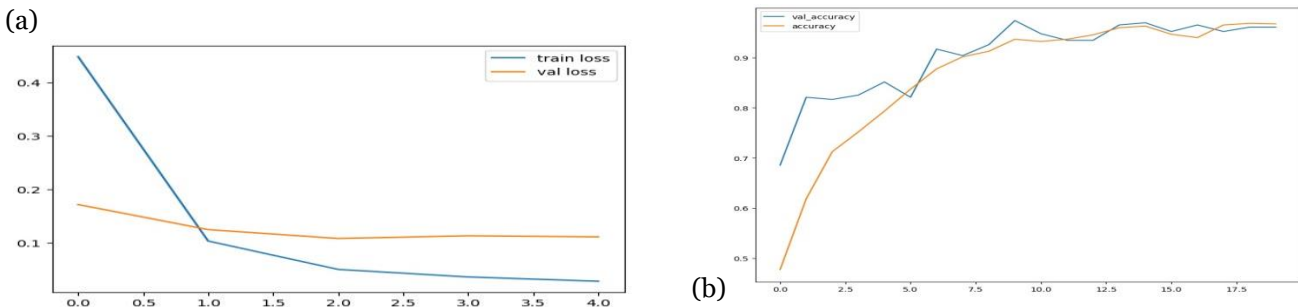 (a)
train loss
val loss
0.4
0.3
0.2
0.1
0.0 0.5 1.0 1.5 2.0 2.5 3.0 3.5 4.0
(b)
val_accuracy
accuracy
0.9
0.8
0.7
0.6
0.5
0.0 2.5 5.0 7.5 10.0 12.5 15.0 17.5